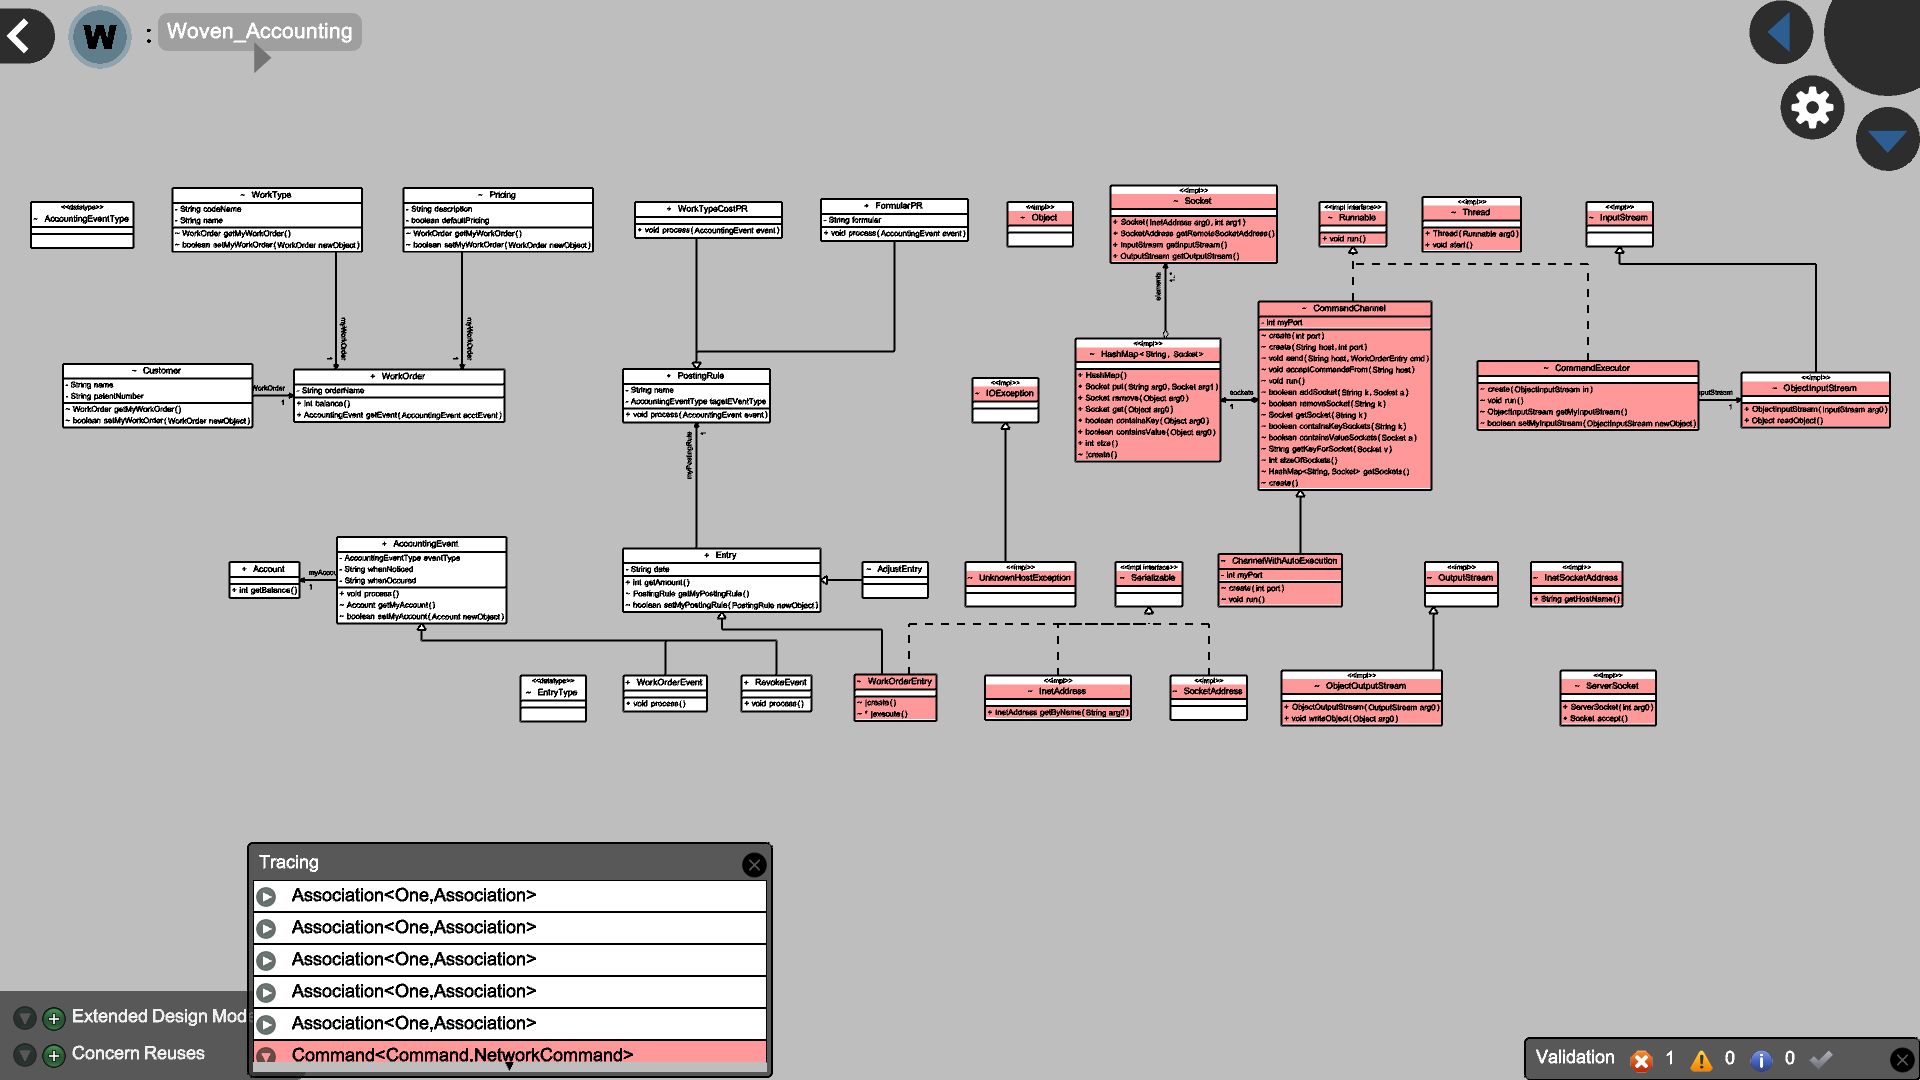 W : Woven_Accounting
<<datatype>>
~ AccountingEventType
~ WorkType
- String codeName
- String name
~ WorkOrder getMyWorkOrder()
~ boolean setMyWorkOrder(WorkOrder newObject)
~ Pricing
- String description
- boolean defaultPricing
~ WorkOrder getMyWorkOrder()
~ boolean setMyWorkOrder(WorkOrder newObject)
+ WorkTypeCostPR
+ void process(AccountingEvent event)
+ FormularPR
- String formular
+ void process(AccountingEvent event)
<<impl>>
~ Object
<<impl>>
~ Socket
+ Socket(InetAddress arg0, int arg1)
+ SocketAddress getRemoteSocketAddress()
+ InputStream getInputStream()
+ OutputStream getOutputStream()
<<impl interface>>
~ Runnable
+ void run()
<<impl>>
~ Thread
+ Thread(Runnable arg0)
+ void start()
<<impl>>
~ InputStream
myWorkOrder
1
myWorkOrder
1
elements
~ Customer
- String name
- String patentNumber
~ WorkOrder getMyWorkOrder()
~ boolean setMyWorkOrder(WorkOrder newObject)
WorkOrder
1
+ WorkOrder
- String orderName
+ int balance()
+ AccountingEvent getEvent(AccountingEvent acctEvent)
+ PostingRule
- String name
- AccountingEventType tagetEVentType
+ void process(AccountingEvent event)
myPostingRule
1
<<impl>>
~ IOException
<<impl>>
~ HashMap<String, Socket>
+ HashMap()
+ Socket put(String arg0, Socket arg1)
+ Socket remove(Object arg0)
+ Socket get(Object arg0)
+ boolean containsKey(Object arg0)
+ boolean containsValue(Object arg0)
+ int size()
~ |create()
sockets
1
~ CommandChannel
- int myPort
~ create(int port)
~ create(String host, int port)
~ void send(String host, WorkOrderEntry cmd)
~ void acceptCommandsFrom(String host)
~ void run()
~ boolean addSocket(String k, Socket a)
~ boolean removeSocket(String k)
~ Socket getSocket(String k)
~ boolean containsKeySockets(String k)
~ boolean containsValueSockets(Socket a)
~ String getKeyForSocket(Socket v)
~ int sizeOfSockets()
~ HashMap<String, Socket> getSockets()
~ create()
~ CommandExecutor
~ create(ObjectInputStream in)
~ void run()
~ ObjectInputStream getMyInputStream()
~ boolean setMyInputStream(ObjectInputStream newObject)
putStream
1
<<impl>>
~ ObjectInputStream
+ ObjectInputStream(InputStream arg0)
+ Object readObject()
+ Account
+ int getBalance()
myAccou
1
+ AccountingEvent
- AccountingEventType eventType
- String whenNoticed
- String whenOccured
+ void process()
~ Account getMyAccount()
~ boolean setMyAccount(Account newObject)
+ Entry
- String date
+ int getAmount()
~ PostingRule getMyPostingRule()
~ boolean setMyPostingRule(PostingRule newObject)
~ AdjustEntry
<<impl>>
~ UnknownHostException
<<impl interface>>
~ Serializable
~ ChannelWithAutoExecution
- int myPort
~ create(int port)
~ void run()
<<impl>>
~ OutputStream
<<impl>>
~ InetSocketAddress
+ String getHostName()
<<datatype>>
~ EntryType
+ WorkOrderEvent
+ void process()
+ RevokeEvent
+ void process()
~ WorkOrderEntry
~ |create()
~ * |execute()
<<impl>>
~ InetAddress
+ InetAddress getByName(String arg0)
<<impl>>
~ SocketAddress
<<impl>>
~ ObjectOutputStream
+ ObjectOutputStream(OutputStream arg0)
+ void writeObject(Object arg0)
<<impl>>
~ ServerSocket
+ ServerSocket(int arg0)
+ Socket accept()
Tracing
Association<One,Association>
Association<One,Association>
Association<One,Association>
Association<One,Association>
Association<One,Association>
Command<Command.NetworkCommand>
Extended Design Mode
Concern Reuses
Validation 1 0 0